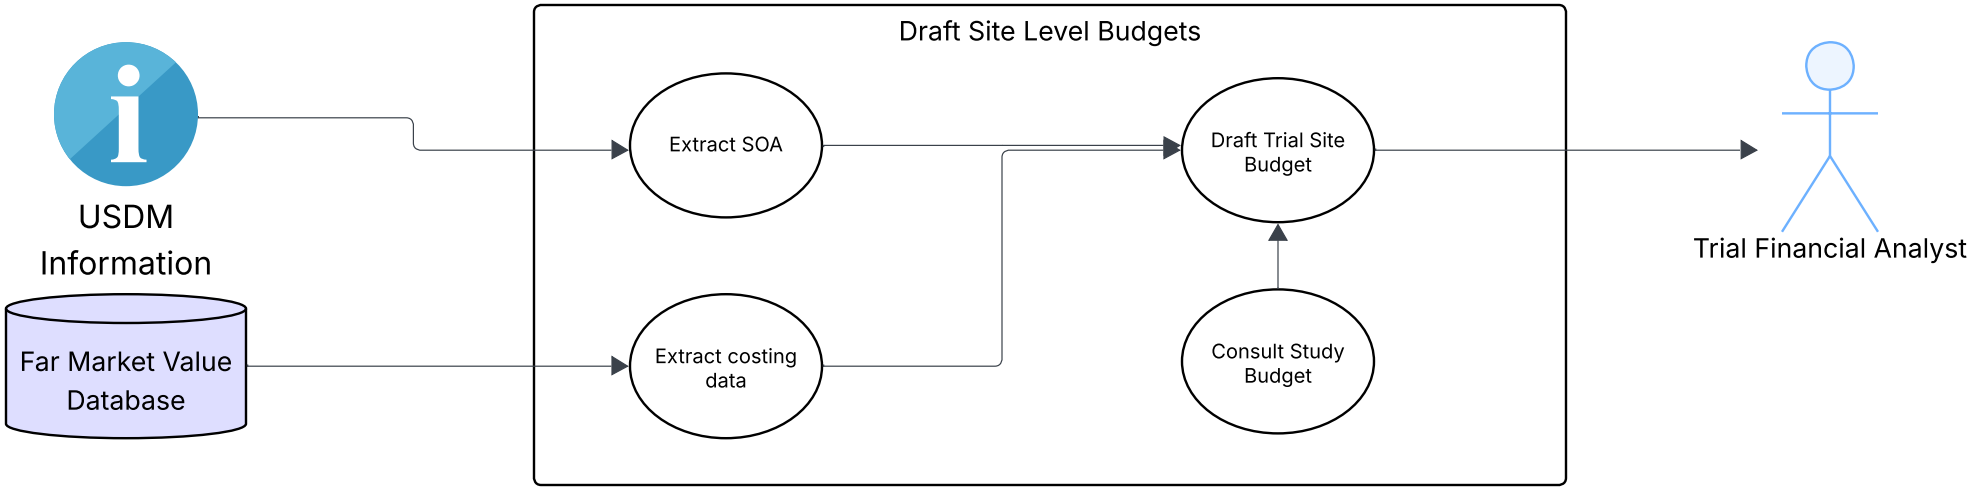 Draft Site Level Budgets
USDM
Information
Far Market Value
Database
Extract SOA
Extract costing
data
Draft Trial Site
Budget
Consult Study
Budget
Trial Financial Analyst